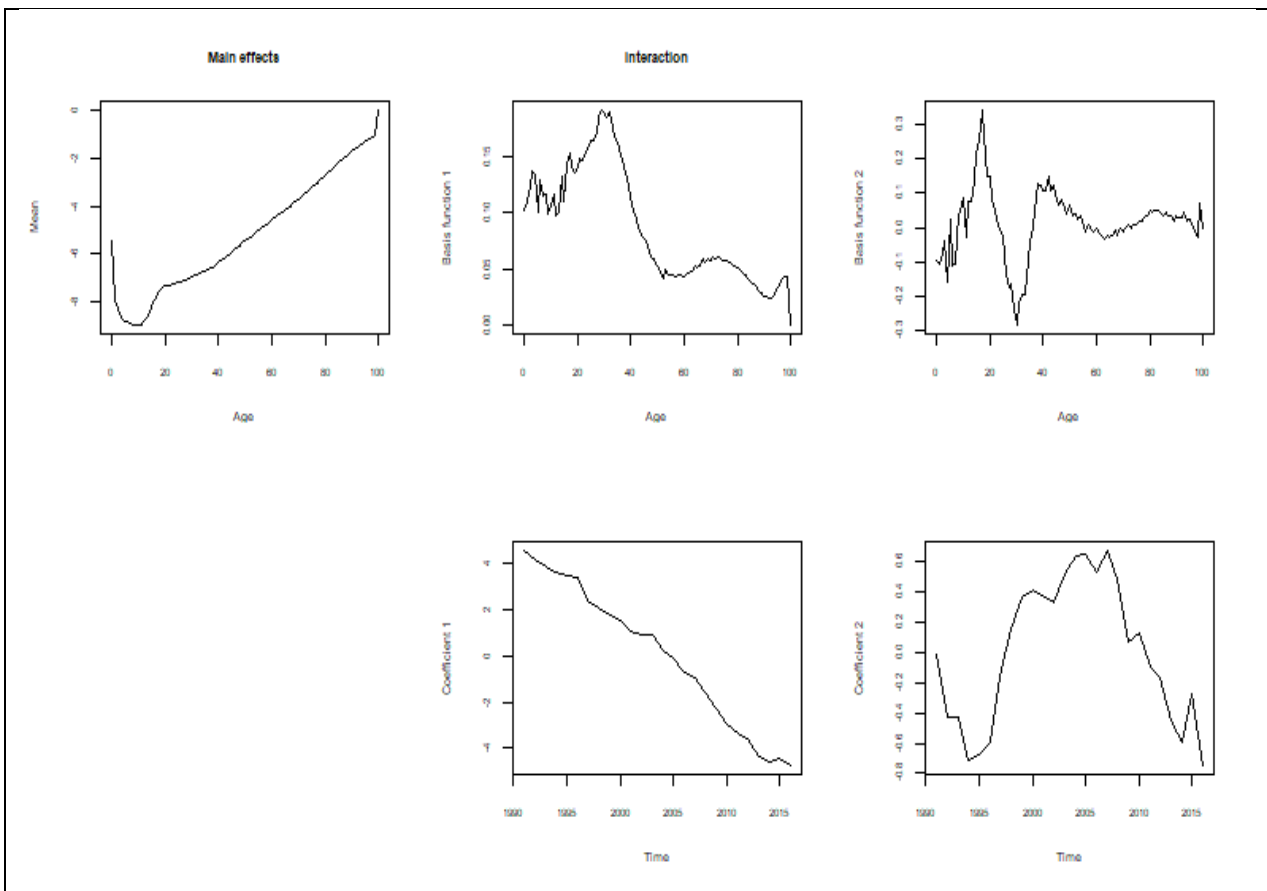 Main effects
Interaction
Mean
0
-2
-4
-6
-8
0 20 40 60 80 100
Age
Basis function 1
0.15
0.10
0.05
0.00
0 20 40 60 80 100
Age
Basis function 2
0.3
0.2
0.1
0.0
-0.1
-0.2
-0.3
0 20 40 60 80 100
Age
Coefficient 1
4
2
0
-2
-4
1990 1995 2000 2005 2010 2015
Time
Coefficient 2
0.6
0.4
0.2
0.0
-0.2
-0.4
-0.6
-0.8
1990 1995 2000 2005 2010 2015
Time